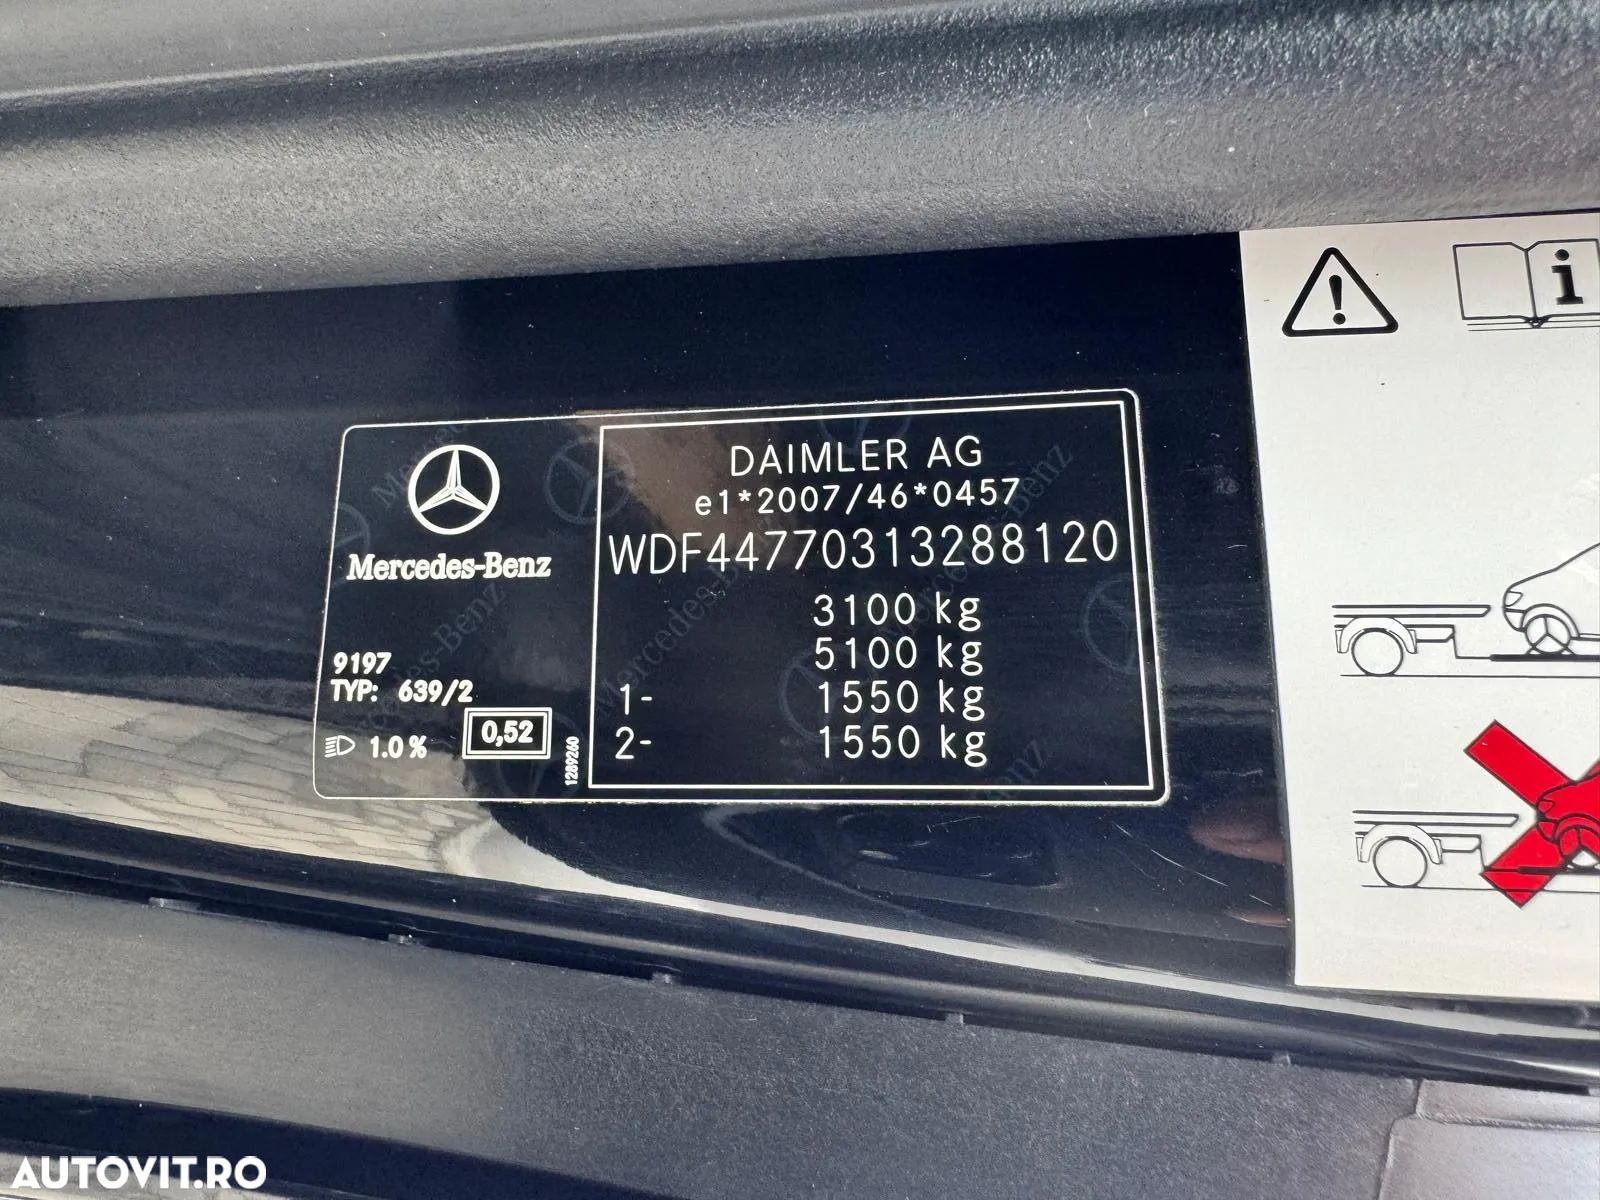 DAIMLER AG
e1*2007/46*0457
WDF44770313288120
3100 kg
5100 kg
1- 1550 kg
2- 1550 kg
Mercedes-Benz
9197
TYP: 639/2
1.0 %
0,52
1289260
i
AUTOVIT.RO